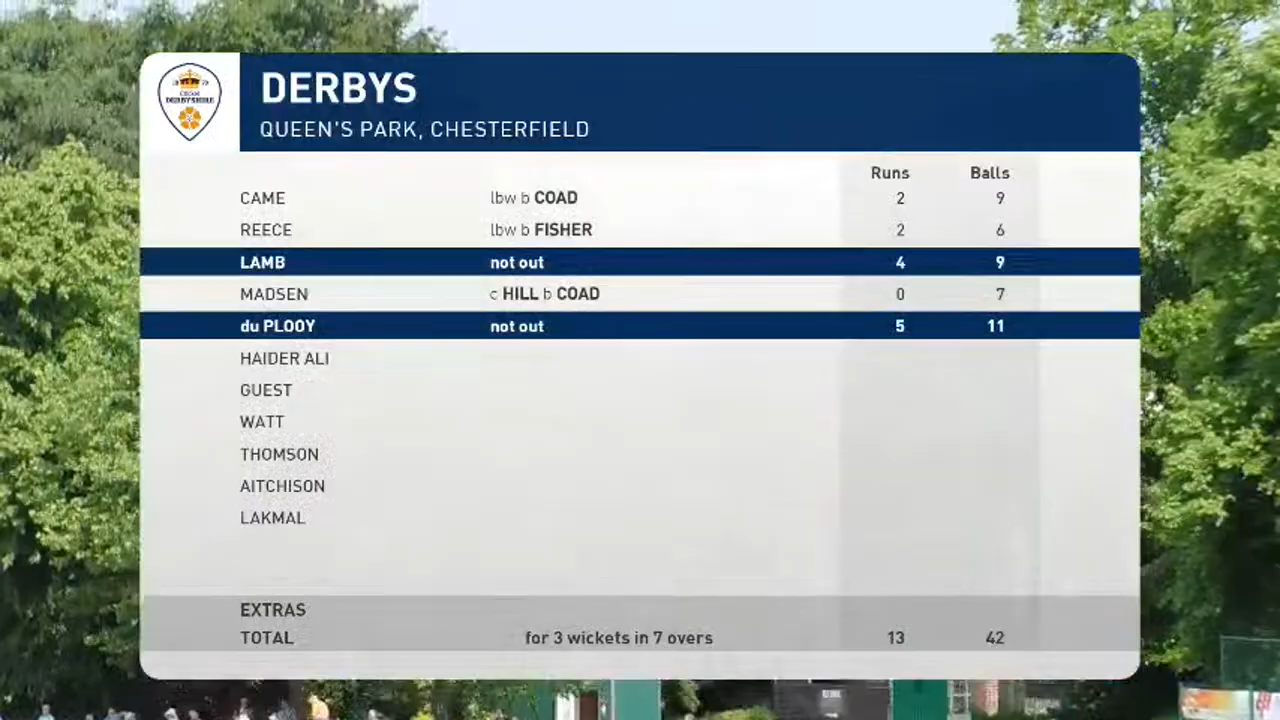 DERBYSHIRE
DERBYS
QUEEN'S PARK, CHESTERFIELD
Runs Balls
CAME lbw b COAD 2 9
REECE lbw b FISHER 2 6
LAMB not out 4 9
MADSEN c HILL b COAD 0 7
du PLOOY not out 5 11
HAIDER ALI
GUEST
WATT
THOMSON
AITCHISON
LAKMAL
EXTRAS
TOTAL for 3 wickets in 7 overs 13 42